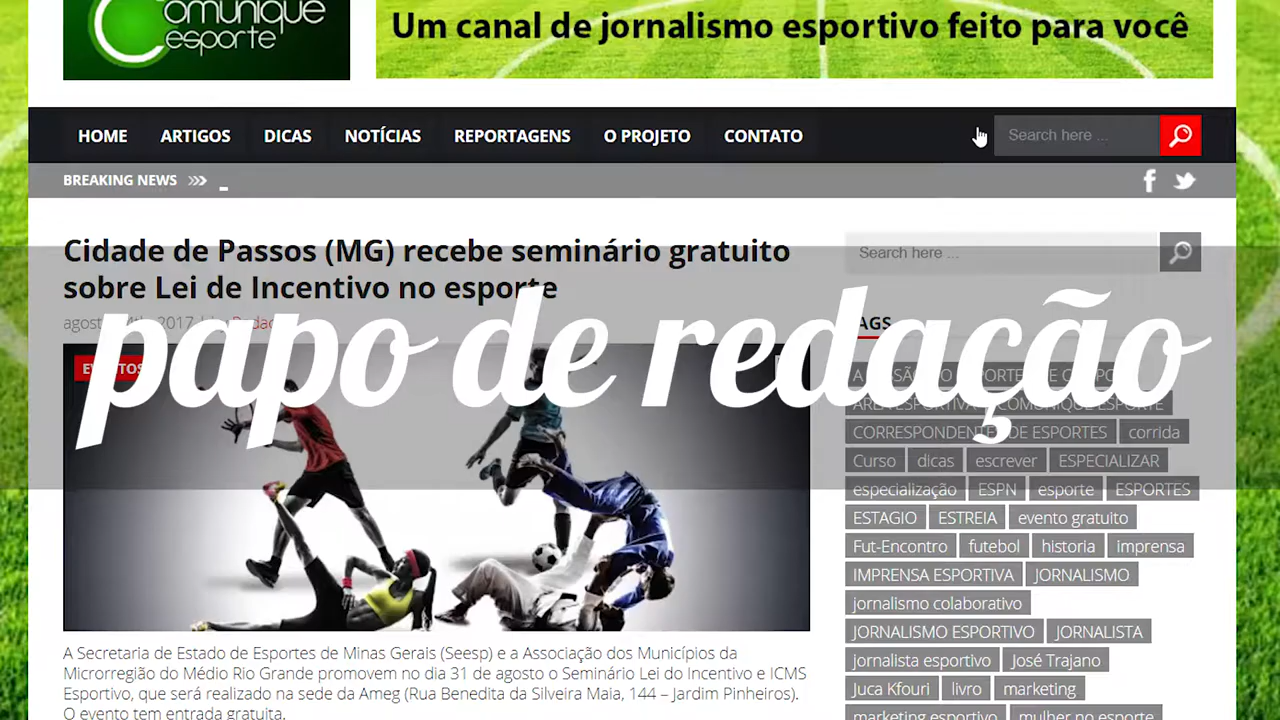 Comunique
esporte
Um canal de jornalismo esportivo feito para você
HOME ARTIGOS DICAS NOTÍCIAS REPORTAGENS O PROJETO CONTATO
Search here ...
BREAKING NEWS
Cidade de Passos (MG) recebe seminário gratuito
sobre Lei de Incentivo no esporte
Search here ...
papo de redação
CORRESPONDENTE DE ESPORTES corrida
Curso dicas escrever ESPECIALIZAR
especialização ESPN esporte ESPORTES
ESTAGIO ESTREIA evento gratuito
Fut-Encontro futebol historia imprensa
IMPRENSA ESPORTIVA JORNALISMO
jornalismo colaborativo
JORNALISMO ESPORTIVO JORNALISTA
jornalista esportivo José Trajano
Juca Kfouri livro marketing
marketing esportivo mulher no esporte
A Secretaria de Estado de Esportes de Minas Gerais (Seesp) e a Associação dos Municípios da
Microrregião do Médio Rio Grande promovem no dia 31 de agosto o Seminário Lei do Incentivo e ICMS
Esportivo, que será realizado na sede da Ameg (Rua Benedita da Silveira Maia, 144 – Jardim Pinheiros).
O evento tem entrada gratuita.